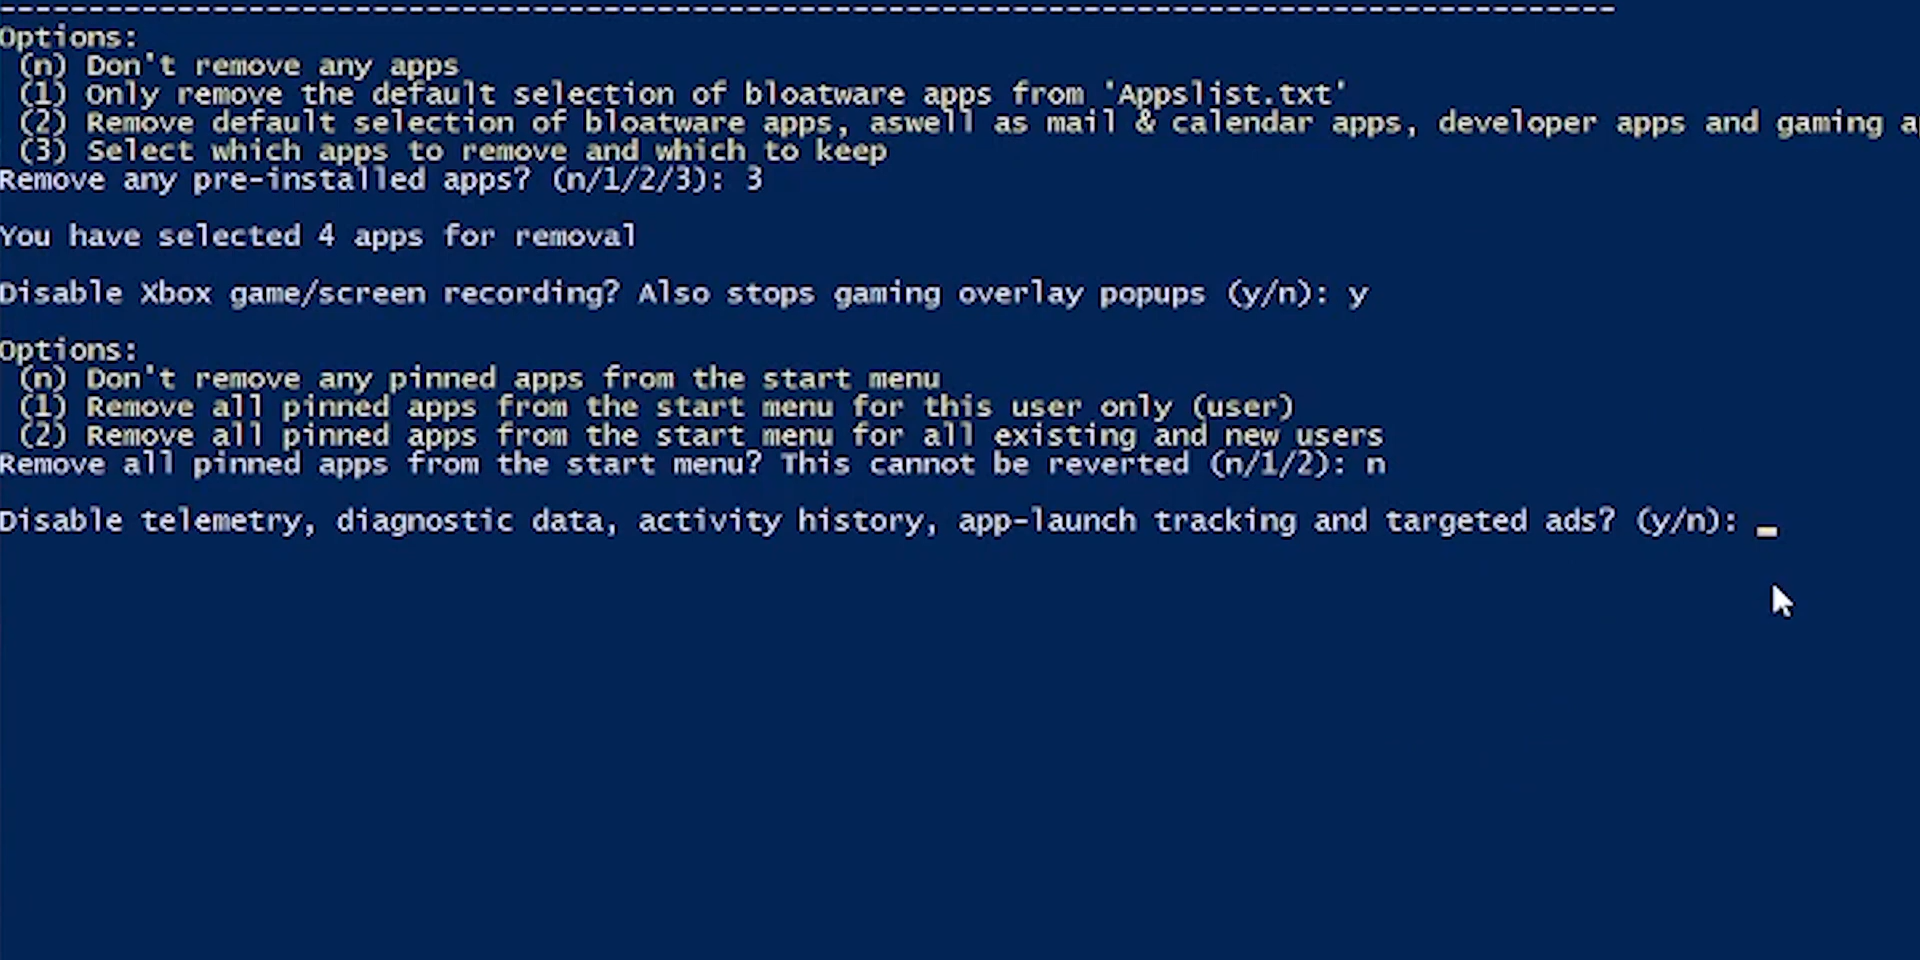 Options:
(n) Don't remove any apps
(1) Only remove the default selection of bloatware apps from 'Appslist.txt'
(2) Remove default selection of bloatware apps, aswell as mail & calendar apps, developer apps and gaming a
(3) Select which apps to remove and which to keep
Remove any pre-installed apps? (n/1/2/3): 3
You have selected 4 apps for removal
Disable Xbox game/screen recording? Also stops gaming overlay popups (y/n): y
Options:
(n) Don't remove any pinned apps from the start menu
(1) Remove all pinned apps from the start menu for this user only (user)
(2) Remove all pinned apps from the start menu for all existing and new users
Remove all pinned apps from the start menu? This cannot be reverted (n/1/2): n
Disable telemetry, diagnostic data, activity history, app-launch tracking and targeted ads? (y/n):